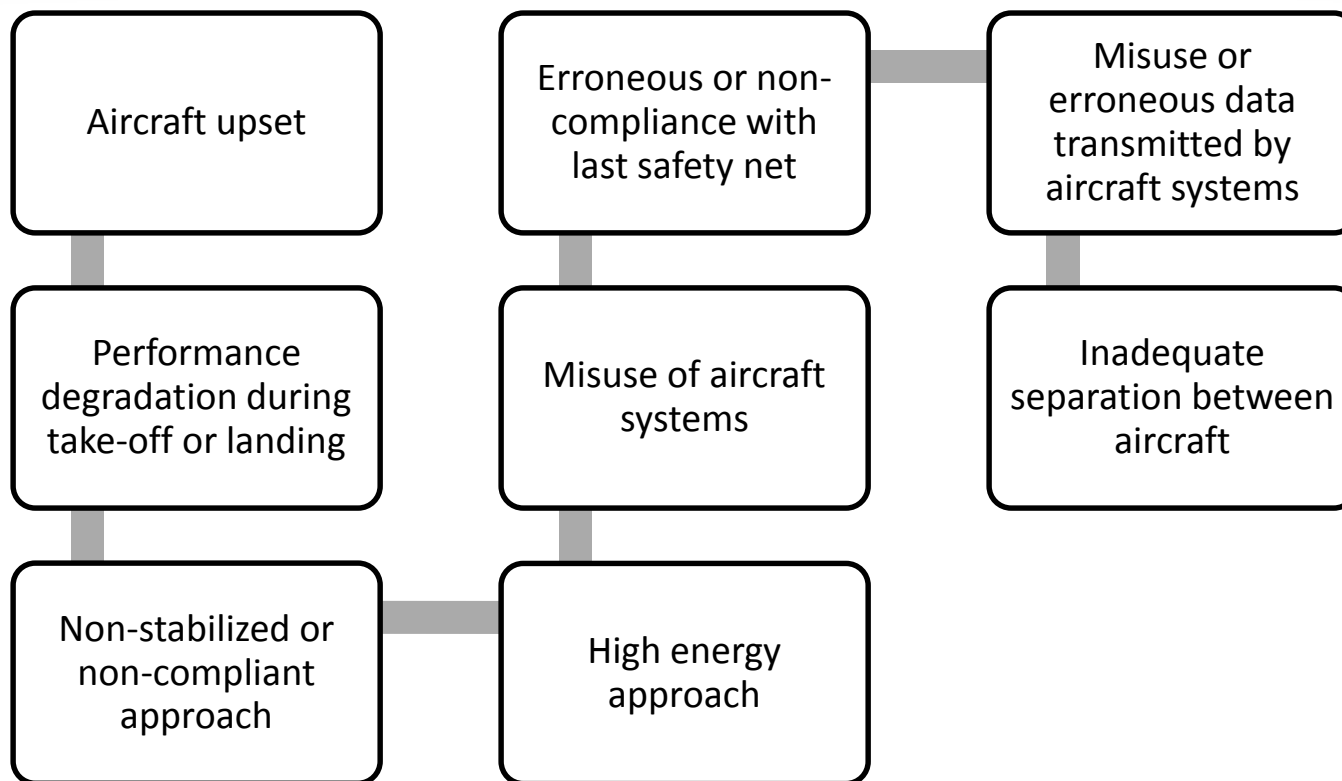 Aircraft upset
Performance
degradation during
take-off or landing
Non-stabilized or
non-compliant
approach
High energy
approach
Misuse of aircraft
systems
Erroneous or non-
compliance with
last safety net
Misuse or
erroneous data
transmitted by
aircraft systems
Inadequate
separation between
aircraft